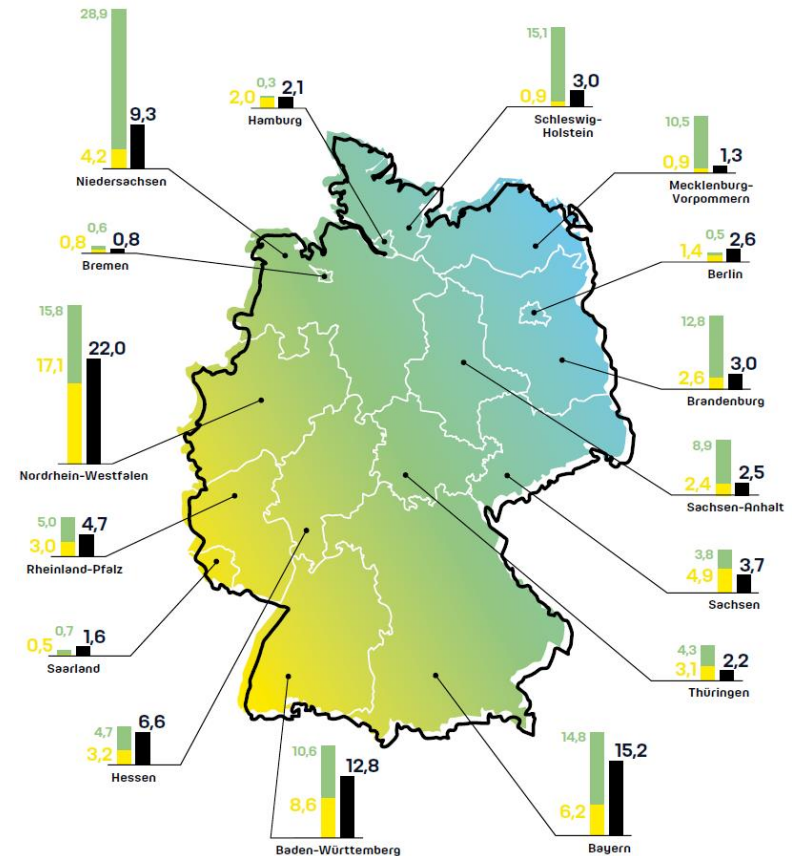 28,9
9,3
4,2
Niedersachsen
0,3
2,0
2,1
Hamburg
15,1
0,9
3,0
Schleswig-
Holstein
10,5
0,9
1,3
Mecklenburg-
Vorpommern
0,6
0,8
0,8
Bremen
0,5
1,4
2,6
Berlin
15,8
17,1
22,0
Nordrhein-Westfalen
12,8
2,6
3,0
Brandenburg
8,9
2,4
2,5
Sachsen-Anhalt
5,0
3,0
4,7
Rheinland-Pfalz
3,8
4,9
3,7
Sachsen
0,7
0,5
1,6
Saarland
4,3
3,1
2,2
Thüringen
4,7
3,2
6,6
Hessen
10,6
8,6
12,8
Baden-Württemberg
14,8
6,2
15,2
Bayern